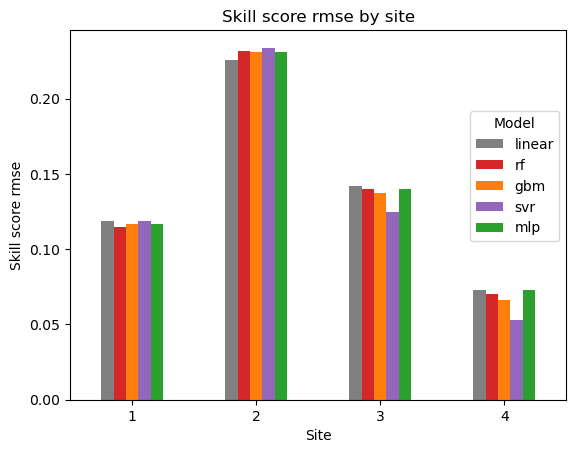 Skill score rmse by site
Skill score rmse
0.20
0.15
0.10
0.05
0.00
Model
linear
rf
gbm
svr
mlp
1 2 3 4
Site